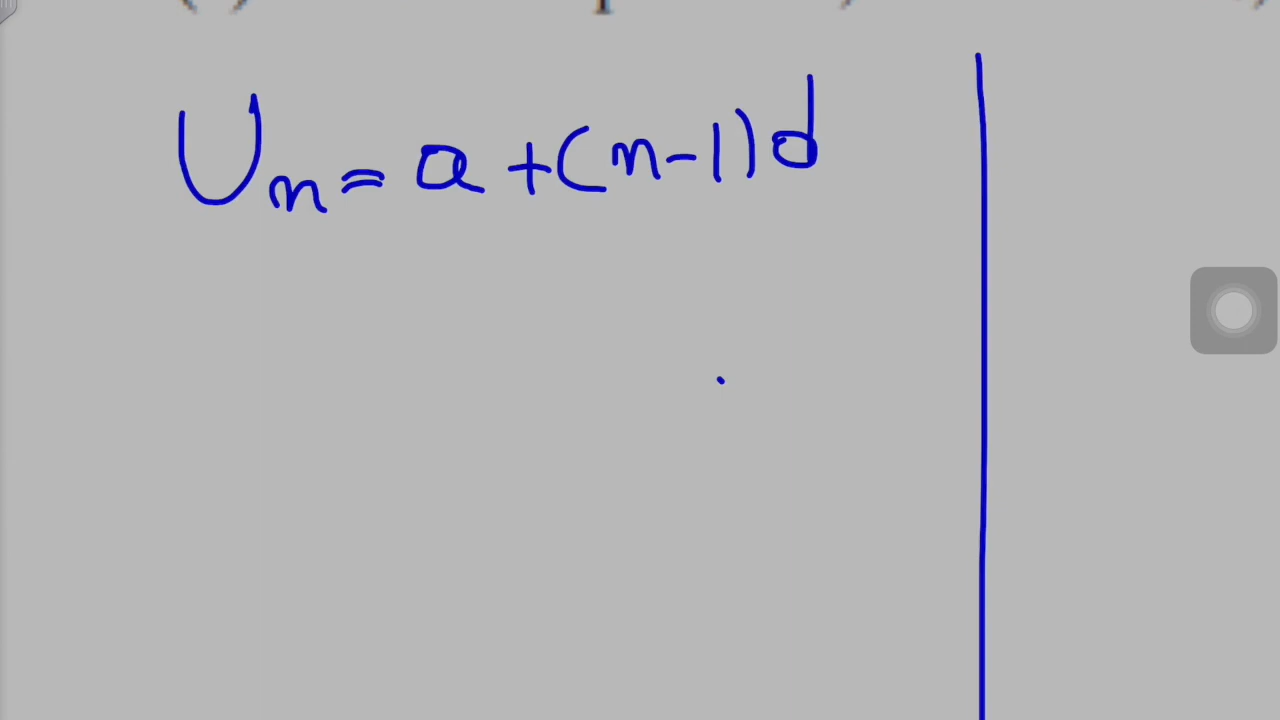 Un = a + (n-1)d